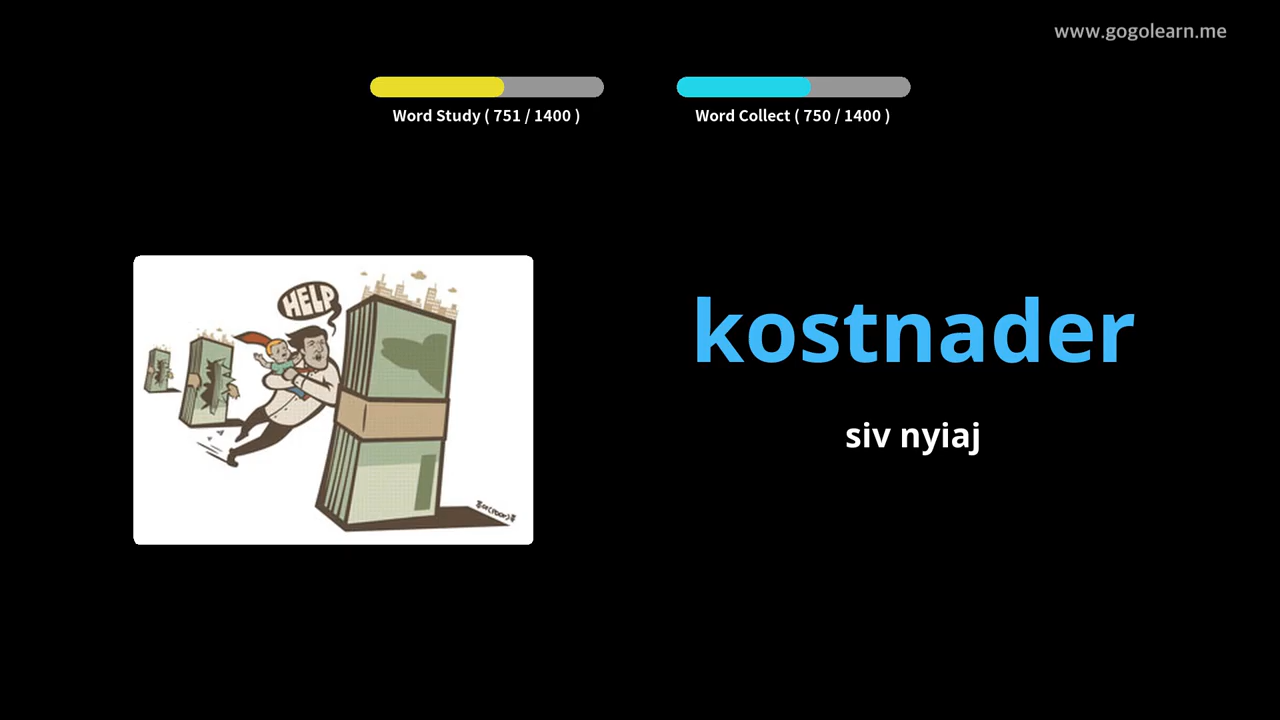 www.gogolearn.me
Word Study ( 751 / 1400 )
Word Collect ( 750 / 1400 )
HELP
kostnader
siv nyiaj